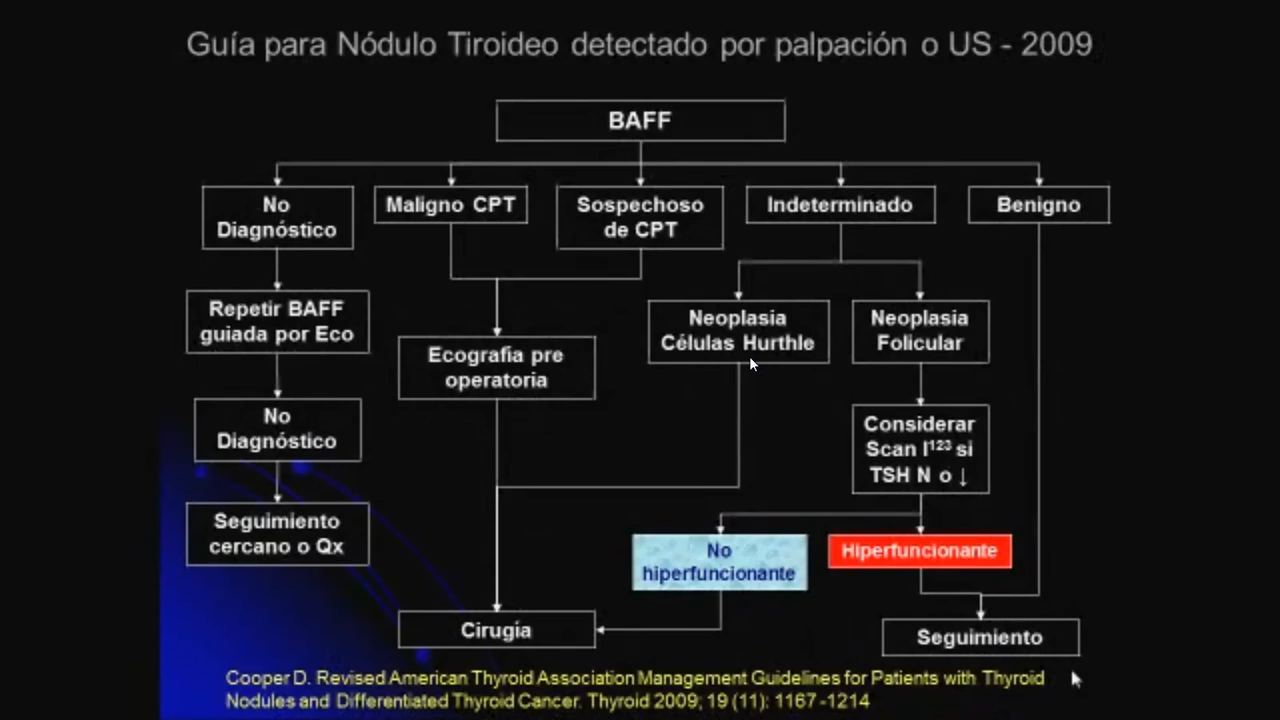 Guía para Nódulo Tiroideo detectado por palpación o US - 2009
BAFF
No
Diagnóstico
Maligno CPT
Sospechoso
de CPT
Indeterminado
Benigno
Repetir BAFF
guiada por Eco
Ecografía pre
operatoria
Neoplasia
Células Hurthle
Neoplasia
Folicular
No
Diagnóstico
Considerar
Scan I¹²³ si
TSH N o ↓
Seguimiento
cercano o Qx
No
hiperfuncionante
Hiperfuncionante
Cirugía
Seguimiento
Cooper D. Revised American Thyroid Association Management Guidelines for Patients with Thyroid
Nodules and Differentiated Thyroid Cancer. Thyroid 2009; 19 (11): 1167-1214